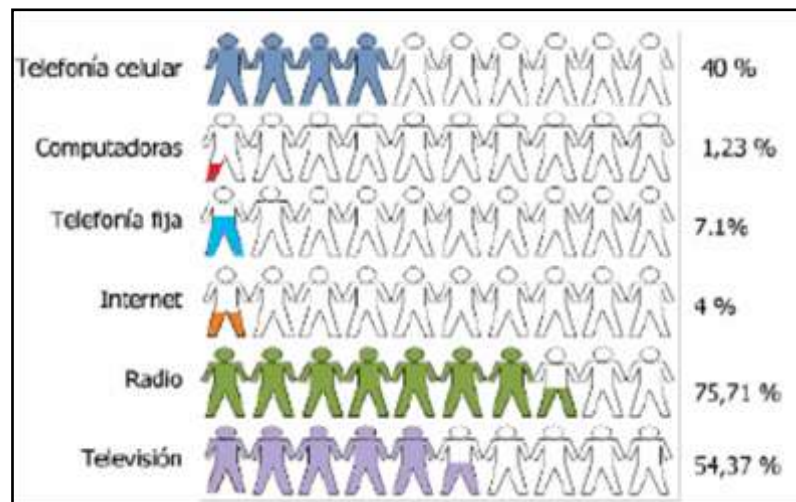 Telefonía celular 40 %
Computadoras 1,23 %
Telefonía fija 7.1%
Internet 4 %
Radio 75,71 %
Televisión 54,37 %